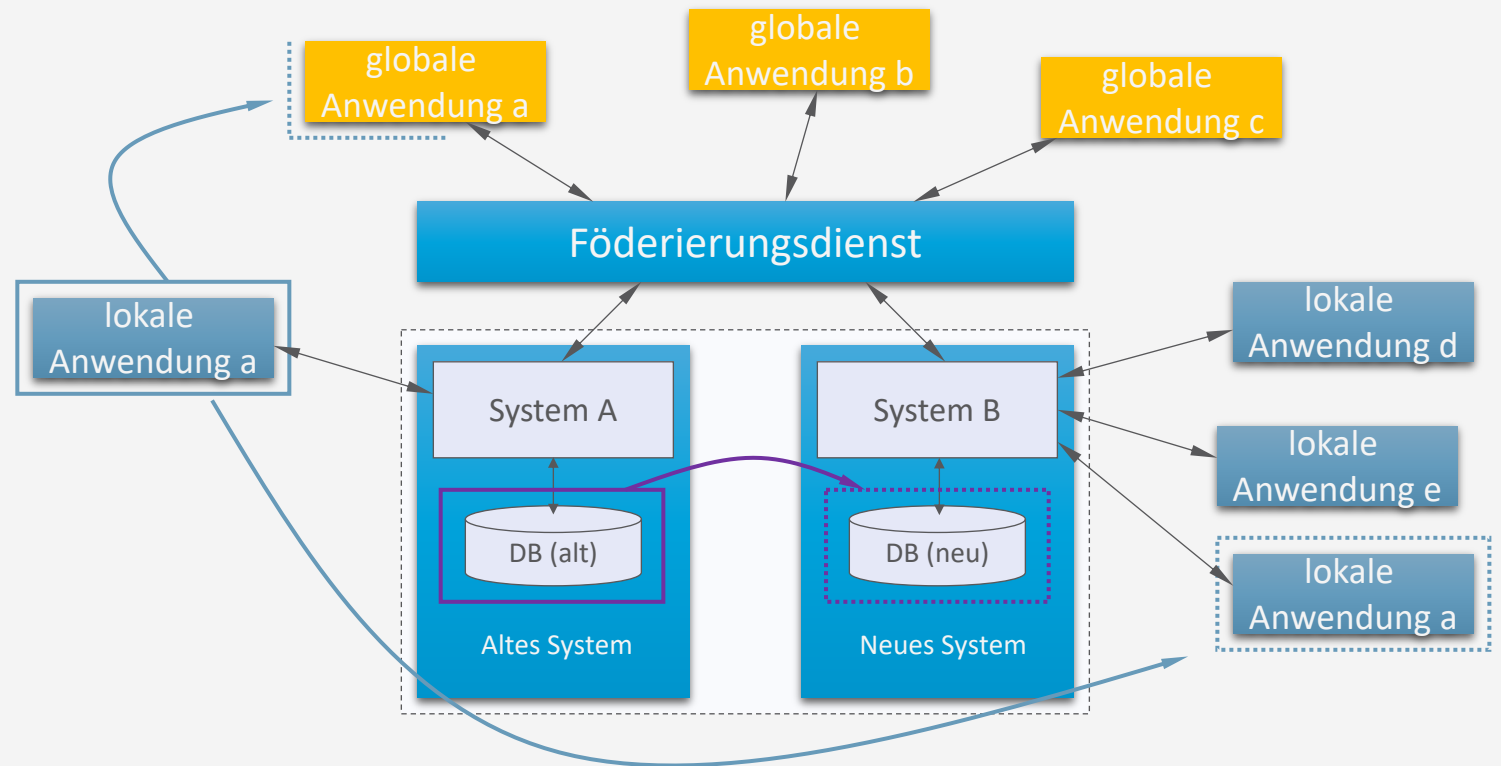 globale
Anwendung a
globale
Anwendung b
globale
Anwendung c
Föderierungsdienst
lokale
Anwendung a
System A
DB (alt)
Altes System
System B
DB (neu)
Neues System
lokale
Anwendung d
lokale
Anwendung e
lokale
Anwendung a